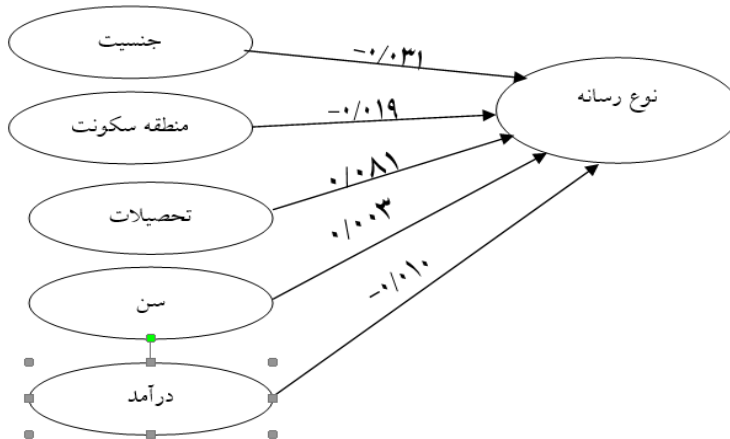 جنسیت
-۰/۰۳۱
نوع رسانه
منطقه سکونت
-۰/۰۱۹
تحصیلات
۰/۰۸۱
سن
۰/۰۰۳
درآمد
-۰/۰۱۰